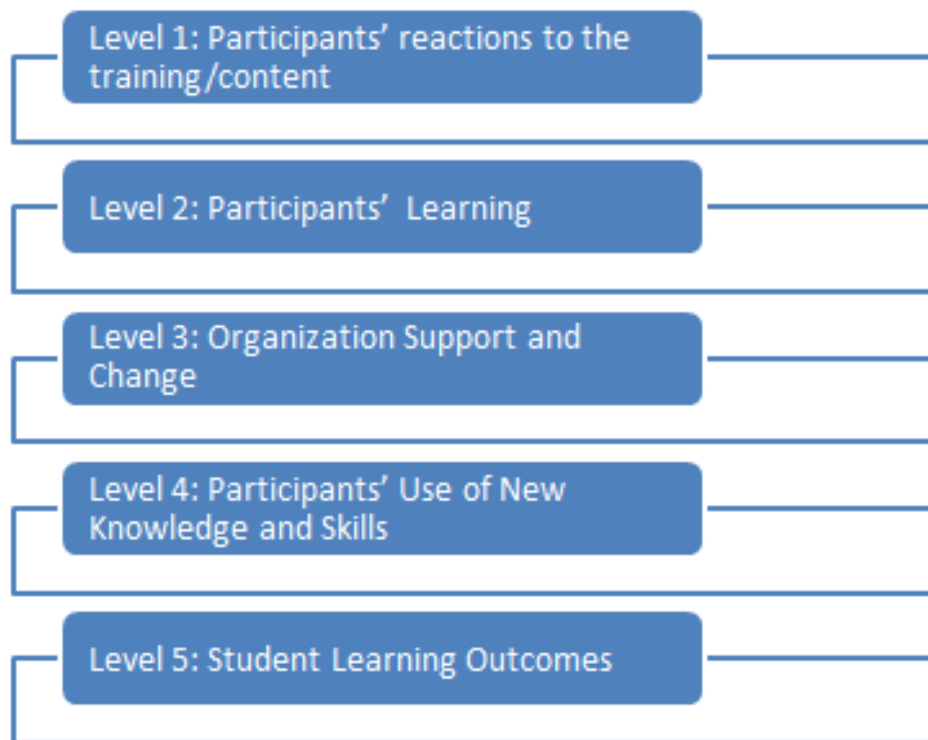 Level 1: Participants’ reactions to the
training/content
Level 2: Participants’ Learning
Level 3: Organization Support and
Change
Level 4: Participants’ Use of New
Knowledge and Skills
Level 5: Student Learning Outcomes